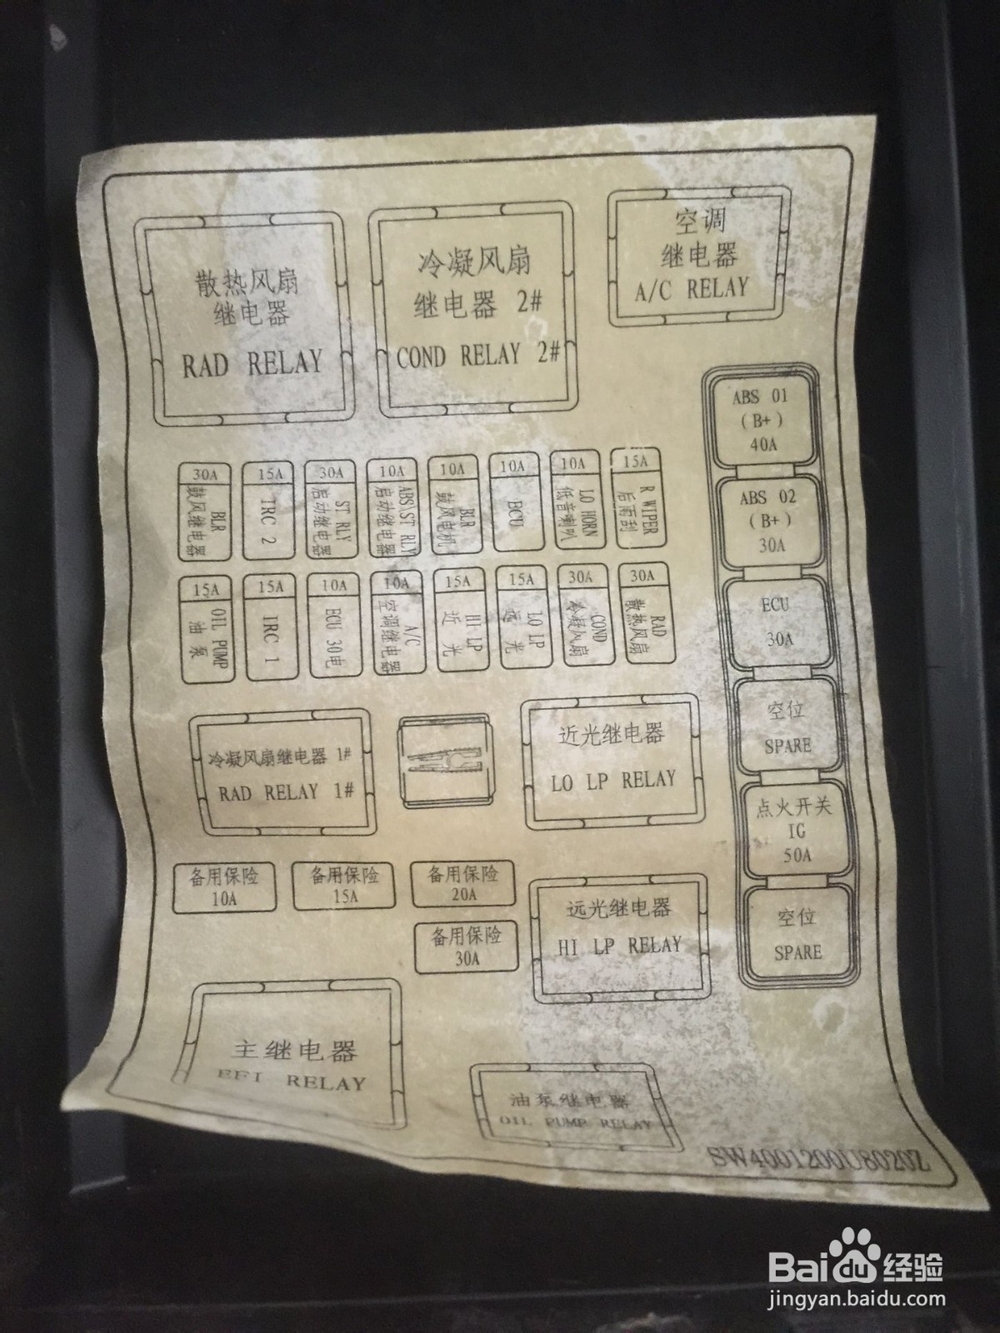 散热风扇
继电器
RAD RELAY
冷凝风扇
继电器 2#
COND RELAY 2#
空调
继电器
A/C RELAY
ABS 01
( B+ )
40A
ABS 02
( B+ )
30A
ECU
30A
空位
SPARE
点火开关
IG
50A
空位
SPARE
30A
BLR
鼓风继电器
15A
TRC 2
30A
ST RLY
启动继电器
10A
ABS\ST RLY
启动继电器
10A
BLR
鼓风电机
10A
ECU
10A
LO HORN
低音喇叭
15A
R WIPER
后雨刮
15A
OIL PUMP
油 泵
15A
IRC 1
10A
ECU 30电
10A
A/C
空调继电器
15A
HI LP
近 光
15A
LO LP
远 光
30A
COND
冷凝风扇
30A
RAD
散热风扇
冷凝风扇继电器 1#
RAD RELAY 1#
近光继电器
LO LP RELAY
备用保险
10A
备用保险
15A
备用保险
20A
备用保险
30A
远光继电器
HI LP RELAY
主继电器
EFI RELAY
油泵继电器
OIL PUMP RELAY
SW4001200U8020Z
Bai du 经验
jingyan.baidu.com